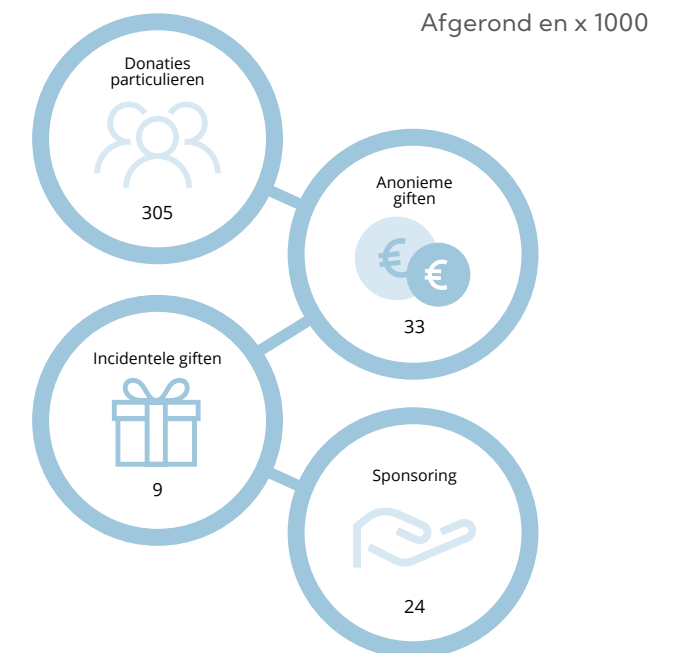 Afgerond en x 1000
Donaties
particulieren
305
Anonieme
giften
€
€
33
Incidentele giften
9
Sponsoring
24